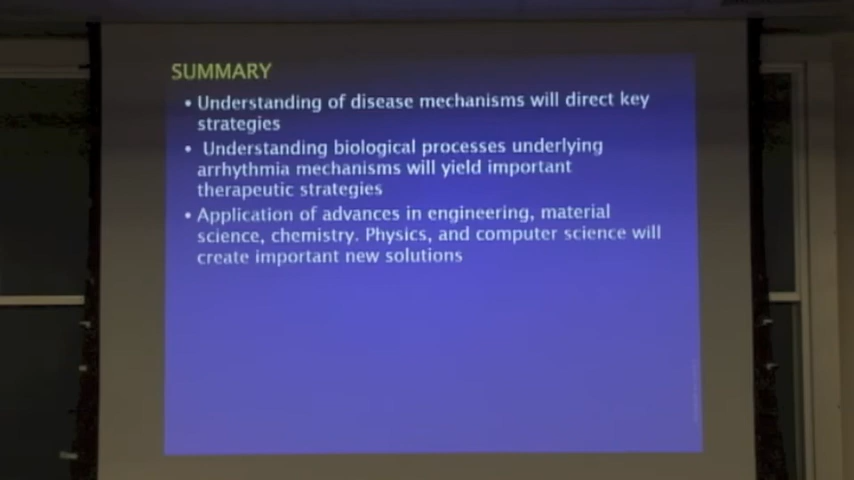 SUMMARY
• Understanding of disease mechanisms will direct key
strategies
• Understanding biological processes underlying
arrhythmia mechanisms will yield important
therapeutic strategies
• Application of advances in engineering, material
science, chemistry. Physics, and computer science will
create important new solutions